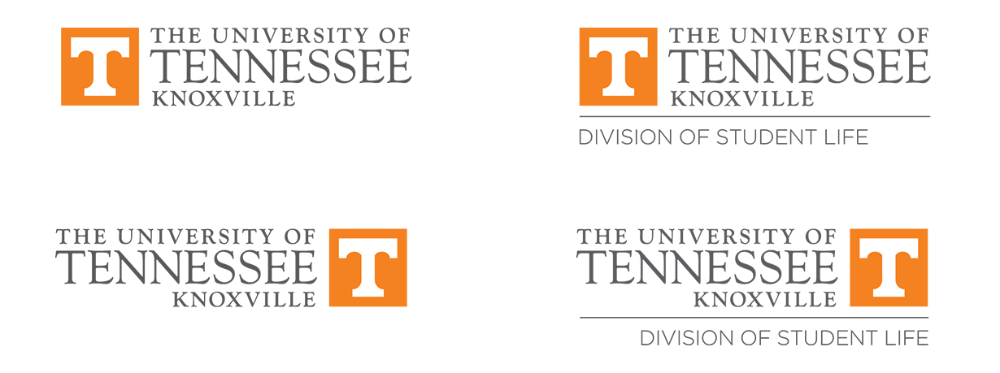 T
THE UNIVERSITY OF
TENNESSEE
KNOXVILLE
T
THE UNIVERSITY OF
TENNESSEE
KNOXVILLE
DIVISION OF STUDENT LIFE
THE UNIVERSITY OF
TENNESSEE
KNOXVILLE
T
THE UNIVERSITY OF
TENNESSEE
KNOXVILLE
T
DIVISION OF STUDENT LIFE